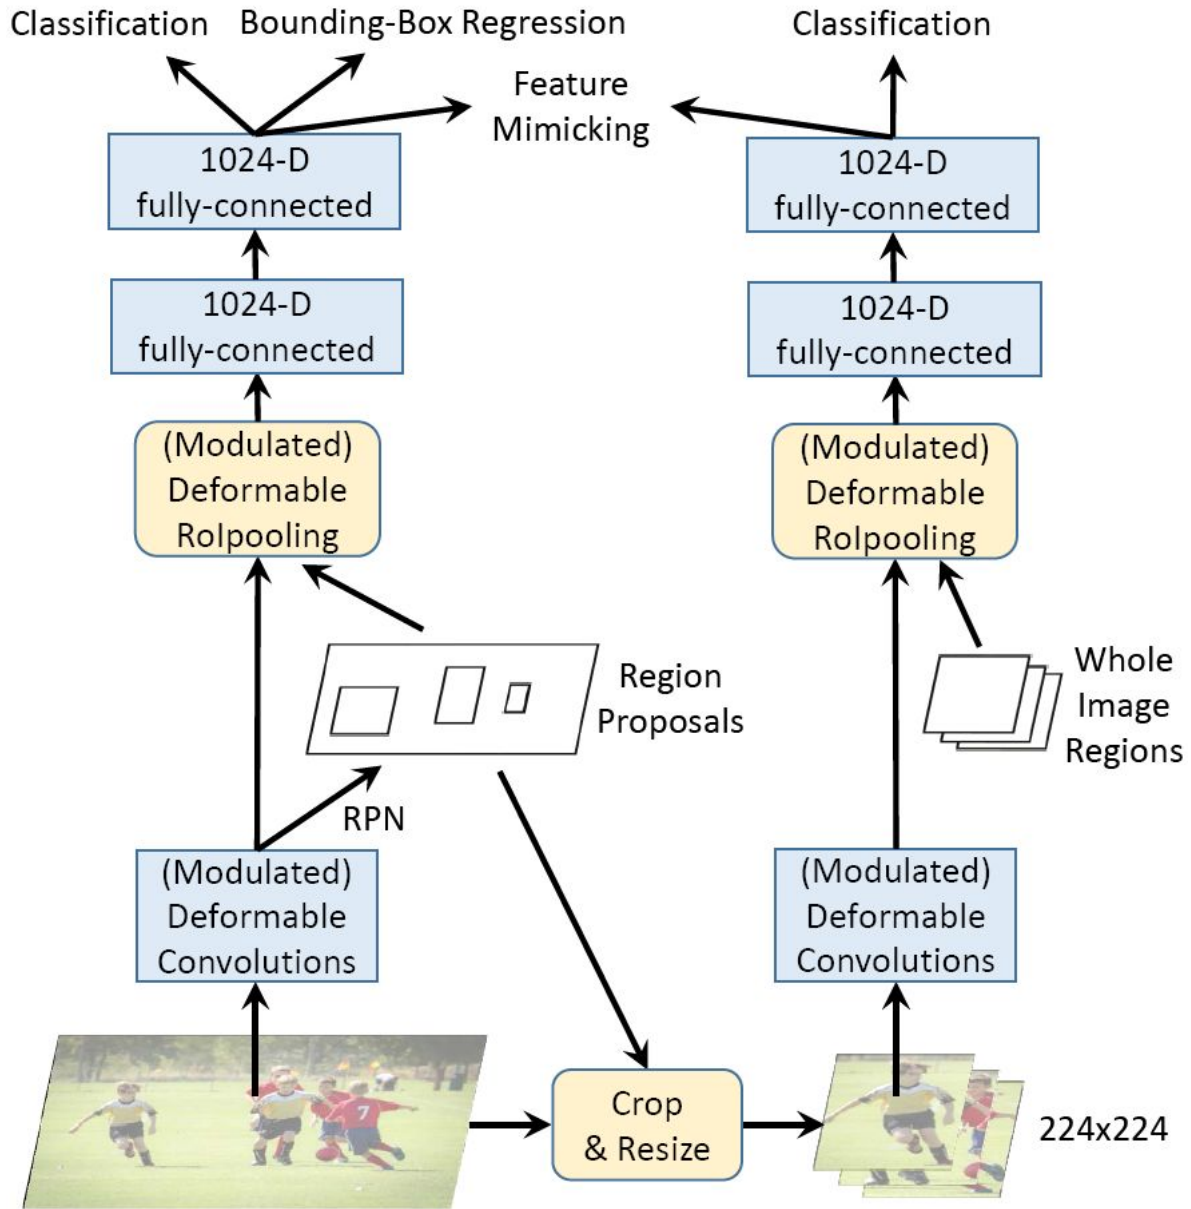 Classification
Bounding-Box Regression
Classification
Feature
Mimicking
1024-D
fully-connected
1024-D
fully-connected
1024-D
fully-connected
1024-D
fully-connected
(Modulated)
Deformable
RoIpooling
(Modulated)
Deformable
RoIpooling
Region
Proposals
Whole
Image
Regions
RPN
(Modulated)
Deformable
Convolutions
(Modulated)
Deformable
Convolutions
7
Crop
& Resize
224x224